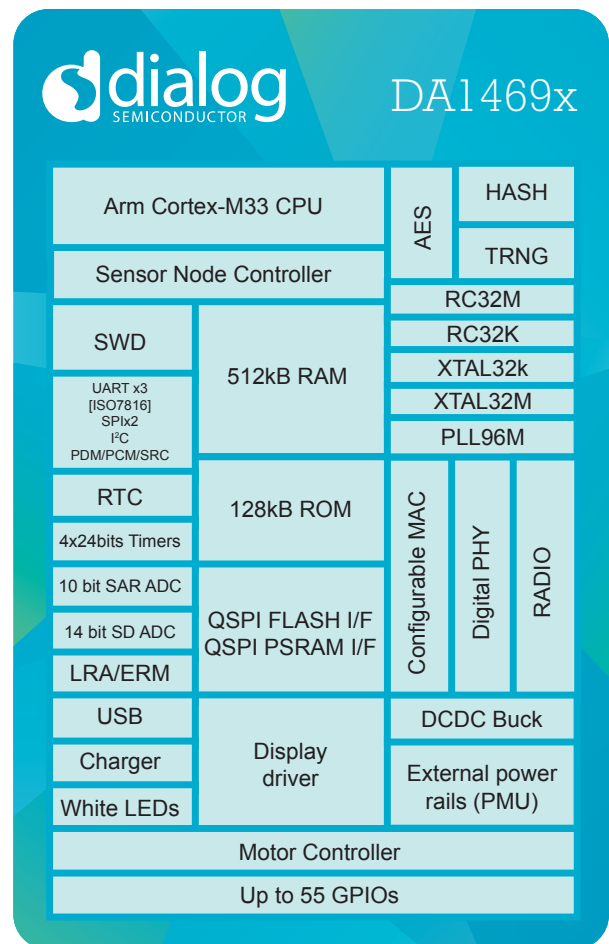 dialog
SEMICONDUCTOR
DA1469x
Arm Cortex-M33 CPU
AES
HASH
TRNG
Sensor Node Controller
RC32M
RC32K
XTAL32k
XTAL32M
PLL96M
SWD
512kB RAM
UART x3
[ISO7816]
SPIx2
I²C
PDM/PCM/SRC
RTC
128kB ROM
4x24bits Timers
Configurable MAC
Digital PHY
RADIO
10 bit SAR ADC
14 bit SD ADC
LRA/ERM
QSPI FLASH I/F
QSPI PSRAM I/F
USB
Charger
White LEDs
Display
driver
DCDC Buck
External power
rails (PMU)
Motor Controller
Up to 55 GPIOs